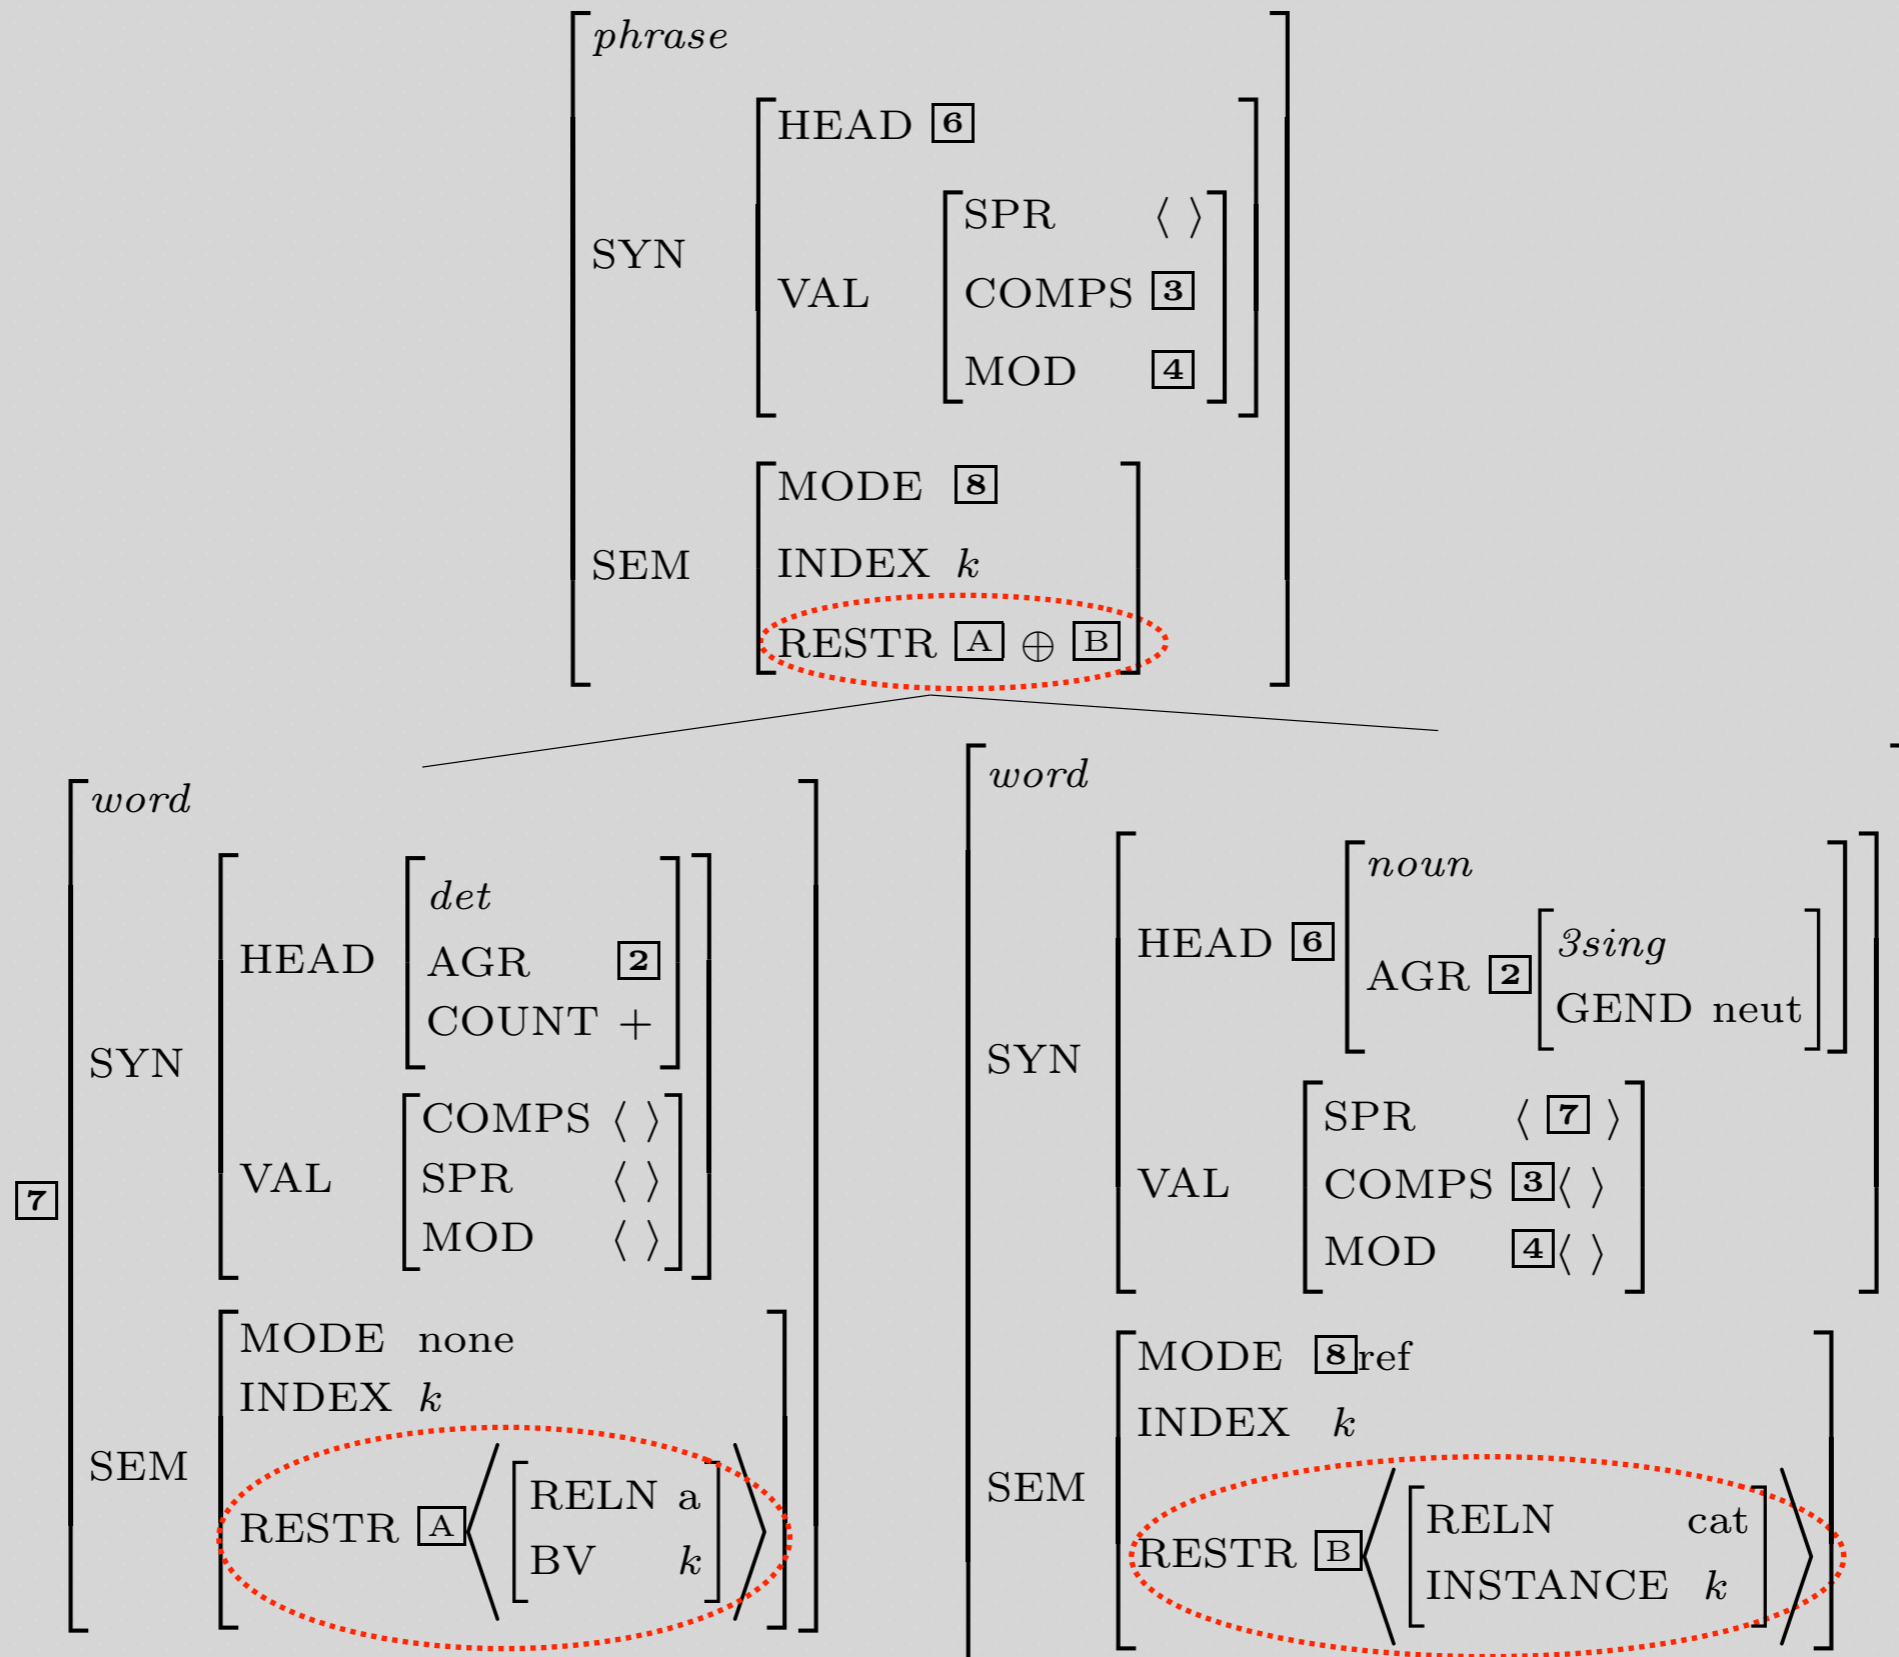 phrase
HEAD 6
SPR ⟨ ⟩
SYN
VAL COMPS 3
MOD 4
MODE 8
SEM INDEX k
RESTR A ⊕ B
7
word
det
HEAD AGR 2
COUNT +
SYN
COMPS ⟨ ⟩
VAL SPR ⟨ ⟩
MOD ⟨ ⟩
MODE none
INDEX k
SEM
RELN a
RESTR A
BV k
word
noun
3sing
HEAD 6
AGR 2
GEND neut
SYN
SPR ⟨ 7 ⟩
VAL COMPS 3⟨ ⟩
MOD 4⟨ ⟩
MODE 8ref
INDEX k
SEM
RELN cat
RESTR B
INSTANCE k